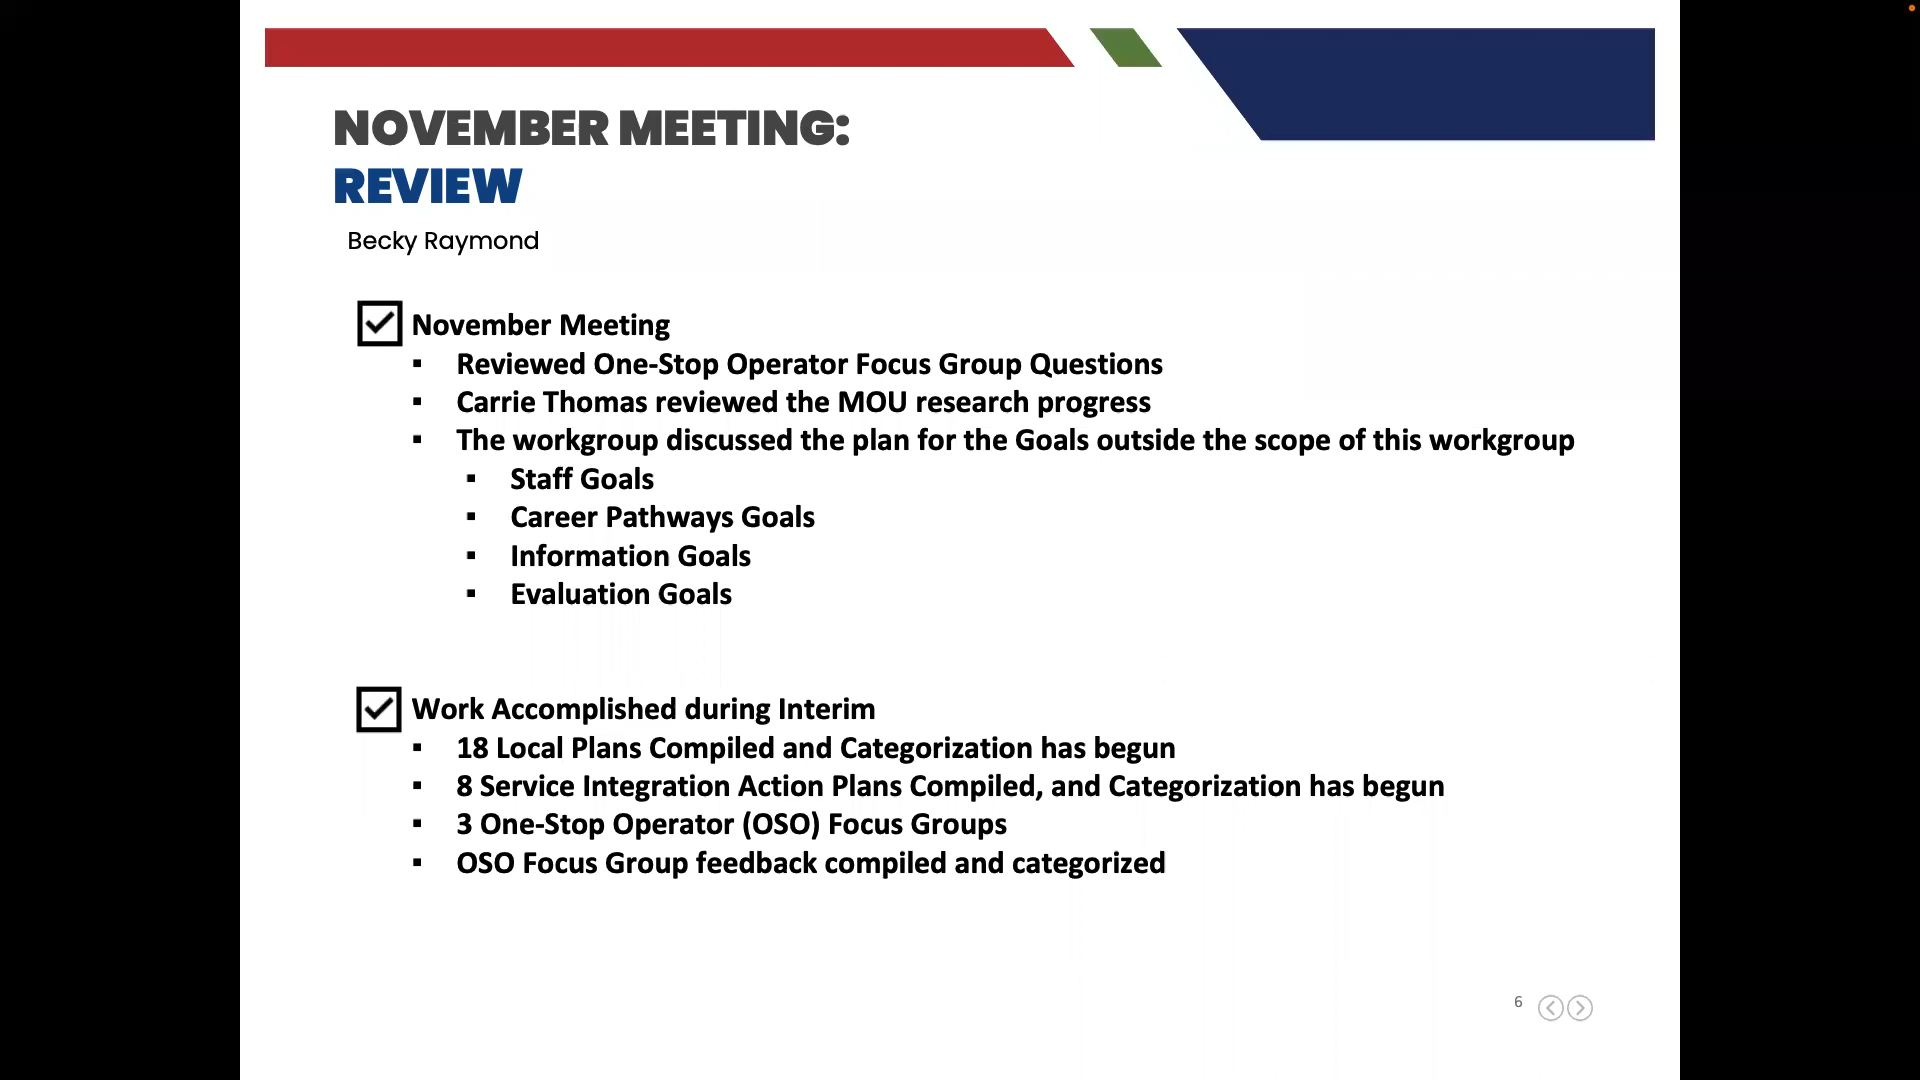 NOVEMBER MEETING:
REVIEW
Becky Raymond
November Meeting
▪ Reviewed One-Stop Operator Focus Group Questions
▪ Carrie Thomas reviewed the MOU research progress
▪ The workgroup discussed the plan for the Goals outside the scope of this workgroup
▪ Staff Goals
▪ Career Pathways Goals
▪ Information Goals
▪ Evaluation Goals
Work Accomplished during Interim
▪ 18 Local Plans Compiled and Categorization has begun
▪ 8 Service Integration Action Plans Compiled, and Categorization has begun
▪ 3 One-Stop Operator (OSO) Focus Groups
▪ OSO Focus Group feedback compiled and categorized
6